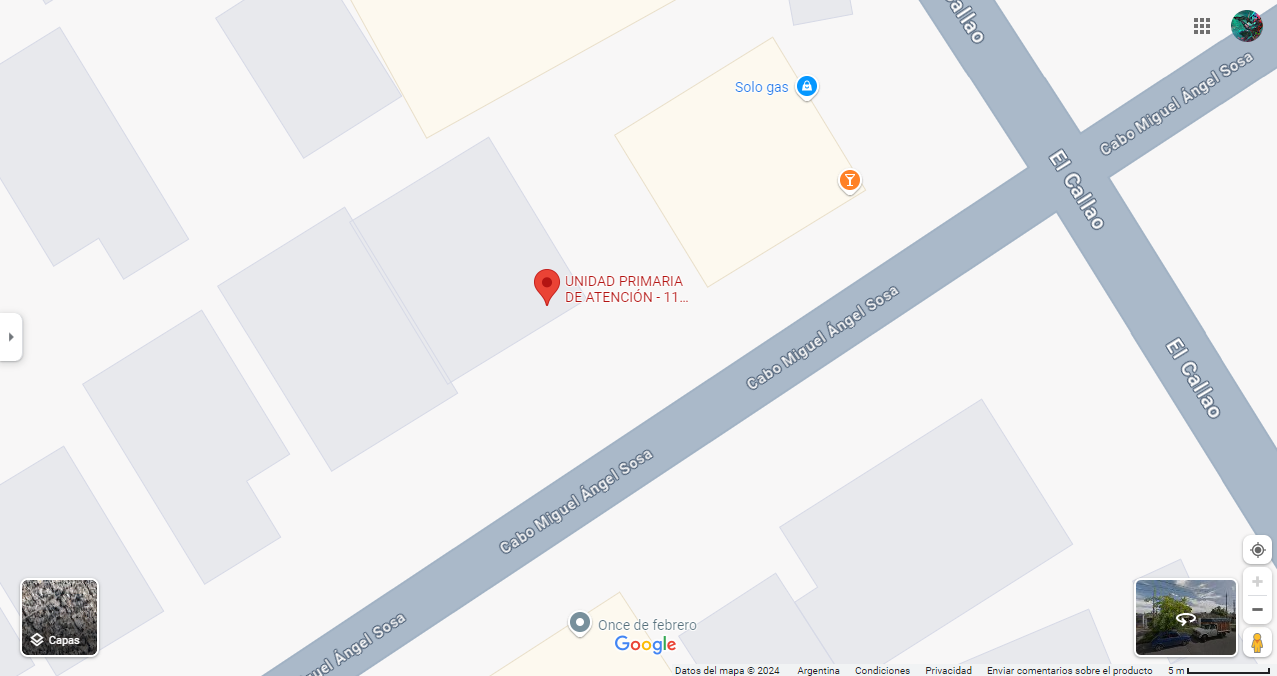 El Callao
Solo gas
Cabo Miguel Ángel Sosa
El Callao
UNIDAD PRIMARIA
DE ATENCIÓN - 11...
Cabo Miguel Ángel Sosa
El Callao
Cabo Miguel Ángel Sosa
guel Ángel Sosa
Once de febrero
Google
Capas
Datos del mapa © 2024 Argentina Condiciones Privacidad Enviar comentarios sobre el producto 5 m